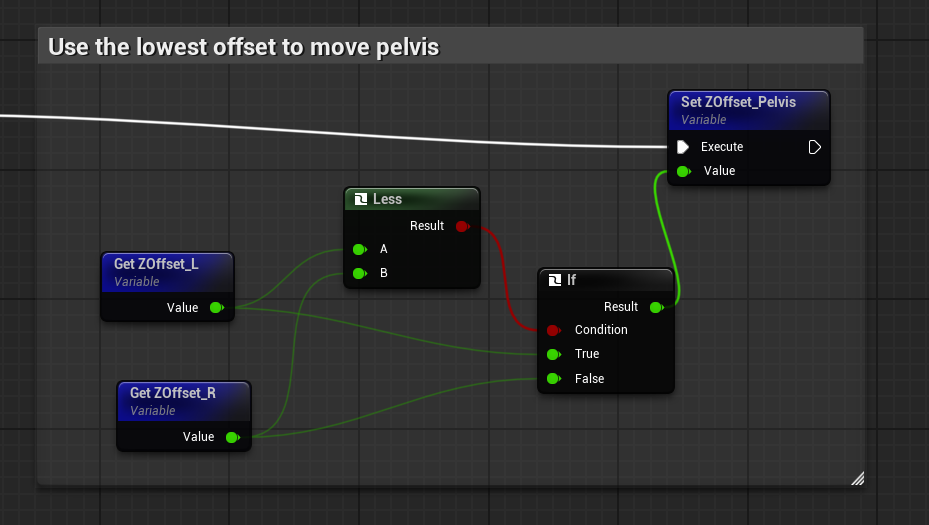 Use the lowest offset to move pelvis
Set ZOffset_Pelvis
Variable
Execute
Value
Less
Result
A
B
Get ZOffset_L
Variable
Value
If
Result
Condition
True
False
Get ZOffset_R
Variable
Value